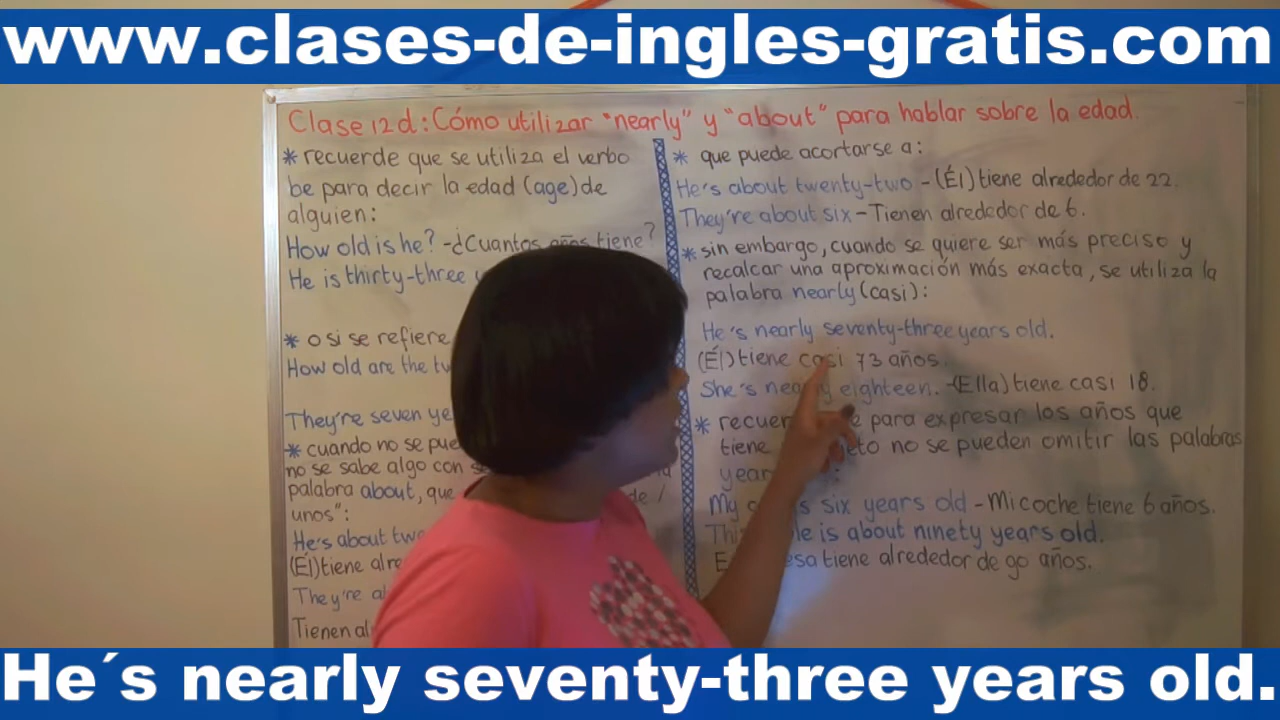 www.clases-de-ingles-gratis.com
Clase 12d: Cómo utilizar "nearly" y "about" para hablar sobre la edad.
* recuerde que se utiliza el verbo
be para decir la edad (age) de
alguien:
How old is he? -¿Cuantos años tiene?
He is thirty-three
* o si se refiere
How old are the
They're seven
* cuando no se
no se sabe algo con
palabra about, que
unos":
He's about
(Él) tiene
They're
Tienen
de /
* que puede acortarse a:
He's about twenty-two - (Él) tiene alrededor de 22.
They're about six - Tienen alrededor de 6.
* sin embargo, cuando se quiere ser más preciso y
recalcar una aproximación más exacta, se utiliza la
palabra nearly (casi):
He's nearly seventy-three years old.
(Él) tiene casi 73 años.
She's nearly eighteen. - (Ella) tiene casi 18.
* para expresar los años que
tiene no se pueden omitir las palabras
My six years old - Mi coche tiene 6 años.
is about ninety years old.
tiene alrededor de 90 años.
He´s nearly seventy-three years old.